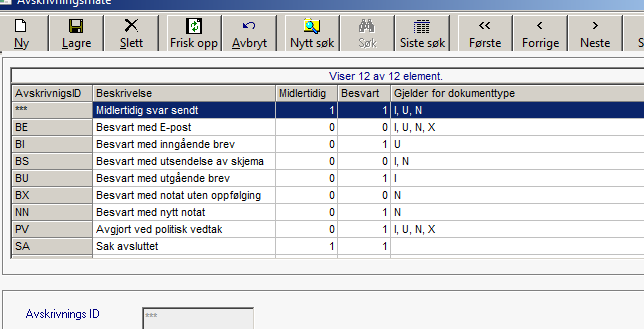 Avskrivningsmåte
Ny Lagre Slett Frisk opp Avbryt Nytt søk Søk Siste søk Første Forrige Neste S
Viser 12 av 12 element.
AvskrivnigsID Beskrivelse Midlertidig Besvart Gjelder for dokumenttype
*** Midlertidig svar sendt 1 1 I, U, N
BE Besvart med E-post 0 0 I, U, N, X
BI Besvart med inngående brev 0 1 U
BS Besvart med utsendelse av skjema 0 0 I, N
BU Besvart med utgående brev 0 1 I
BX Besvart med notat uten oppfølging 0 0 N
NN Besvart med nytt notat 0 1 N
PV Avgjort ved politisk vedtak 0 1 I, U, N, X
SA Sak avsluttet 1 1
Avskrivnings ID ***